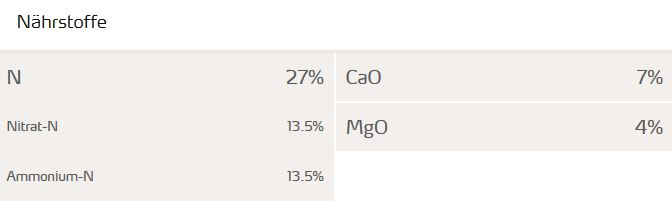 Nährstoffe
N 27%
Nitrat-N 13.5%
Ammonium-N 13.5%
CaO 7%
MgO 4%